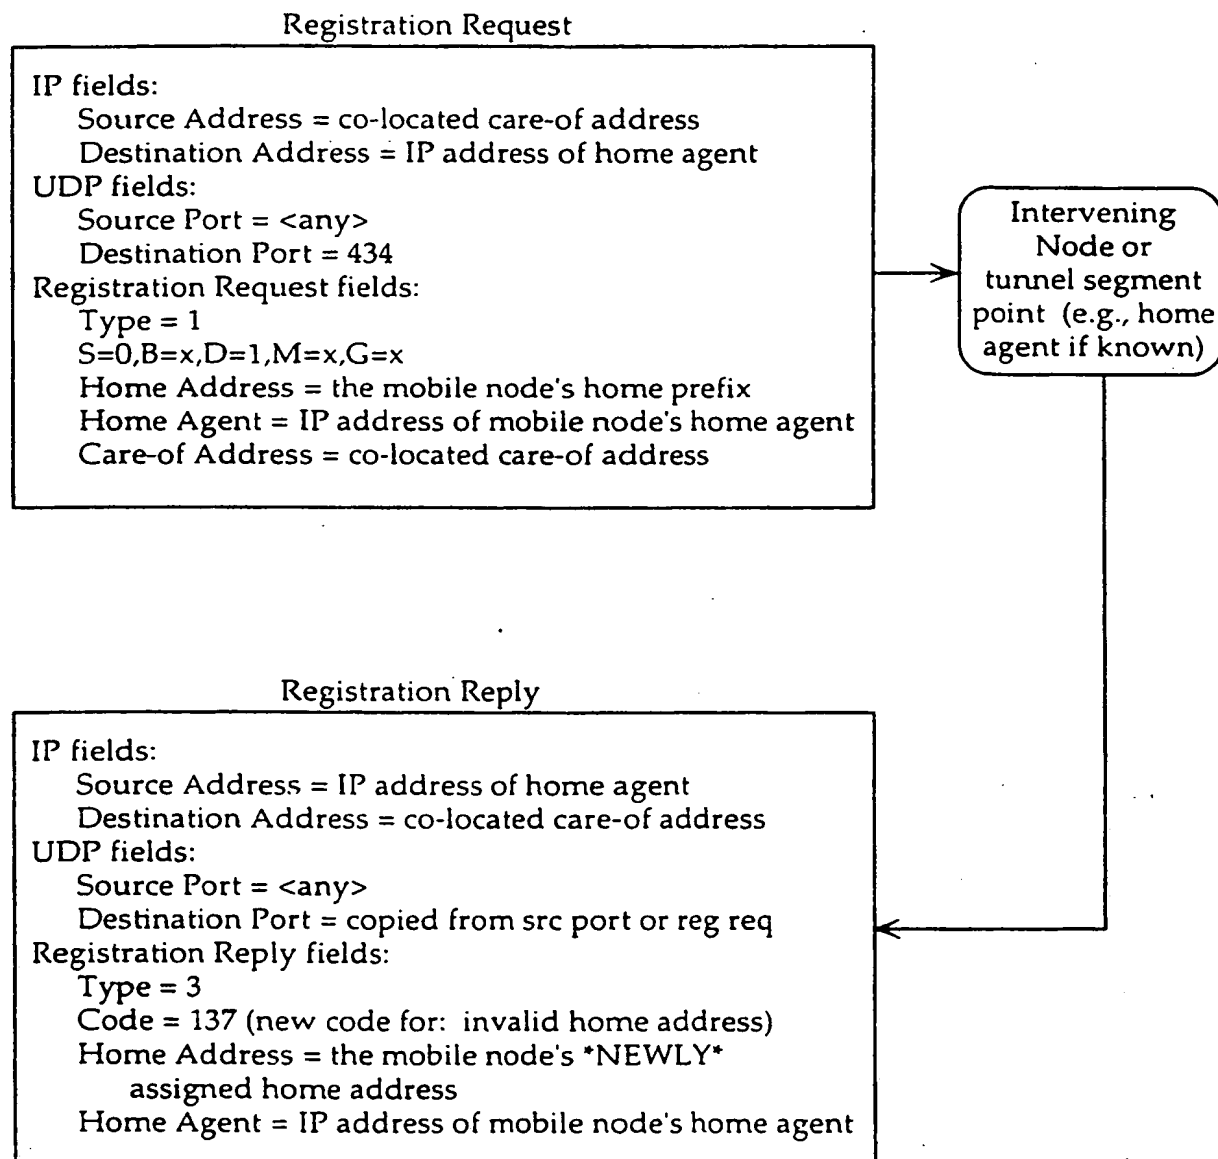 Registration Request
IP fields:
Source Address = co-located care-of address
Destination Address = IP address of home agent
UDP fields:
Source Port = <any>
Destination Port = 434
Registration Request fields:
Type = 1
S=0,B=x,D=1,M=x,G=x
Home Address = the mobile node's home prefix
Home Agent = IP address of mobile node's home agent
Care-of Address = co-located care-of address
Intervening
Node or
tunnel segment
point (e.g., home
agent if known)
Registration Reply
IP fields:
Source Address = IP address of home agent
Destination Address = co-located care-of address
UDP fields:
Source Port = <any>
Destination Port = copied from src port or reg req
Registration Reply fields:
Type = 3
Code = 137 (new code for: invalid home address)
Home Address = the mobile node's *NEWLY*
assigned home address
Home Agent = IP address of mobile node's home agent